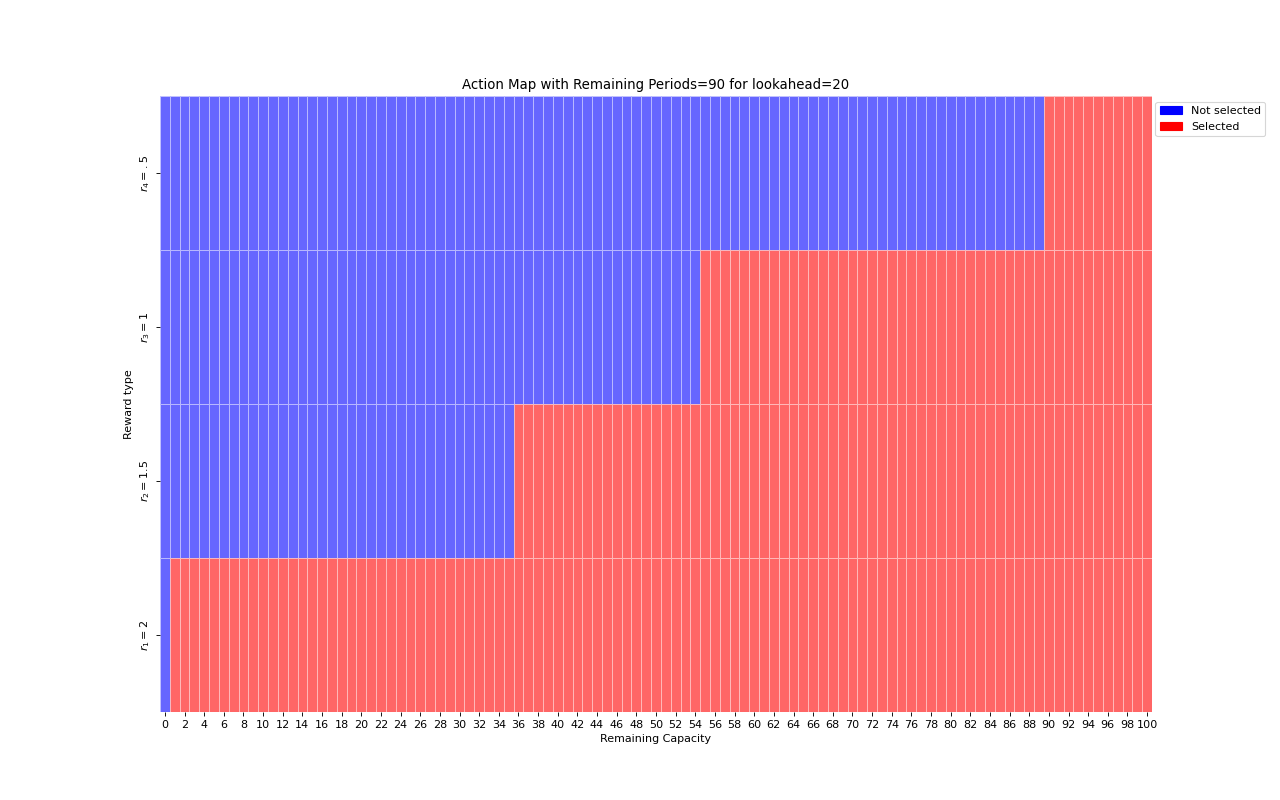 Action Map with Remaining Periods=90 for lookahead=20
Not selected
Selected
r₄ = .5
r₃ = 1
Reward type
r₂ = 1.5
r₁ = 2
0 2 4 6 8 10 12 14 16 18 20 22 24 26 28 30 32 34 36 38 40 42 44 46 48 50 52 54 56 58 60 62 64 66 68 70 72 74 76 78 80 82 84 86 88 90 92 94 96 98 100
Remaining Capacity